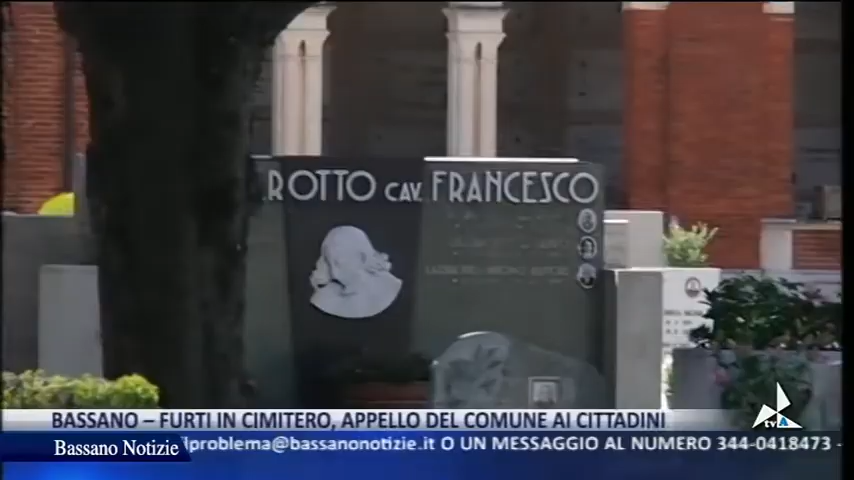 ROTTO CAV. FRANCESCO
BASSANO – FURTI IN CIMITERO, APPELLO DEL COMUNE AI CITTADINI
tvA
Bassano Notizie
lproblema@bassanonotizie.it O UN MESSAGGIO AL NUMERO 344-0418473 -